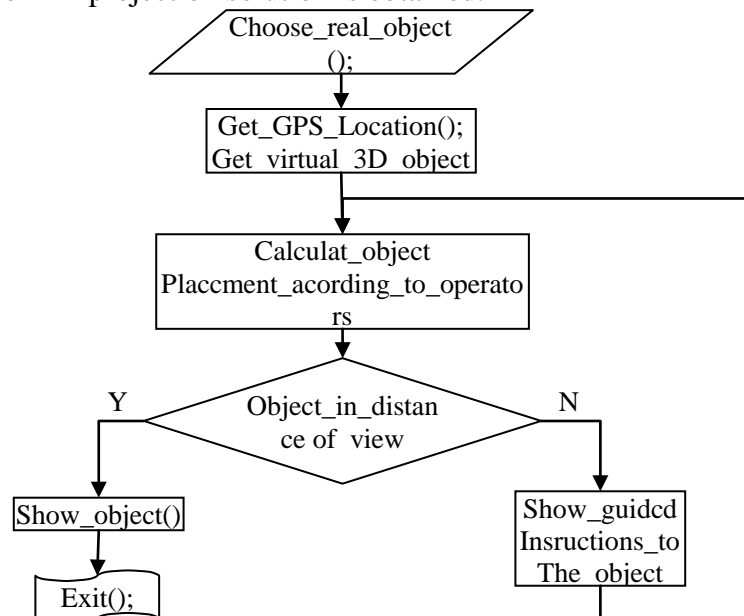 Choose_real_object
();
Get_GPS_Location();
Get_virtual_3D_object
Calculat_object
Placcment_acording_to_operato
rs
Object_in_distan
ce of view
Y
N
Show_object()
Show_guidcd
Insructions_to
The_object
Exit();